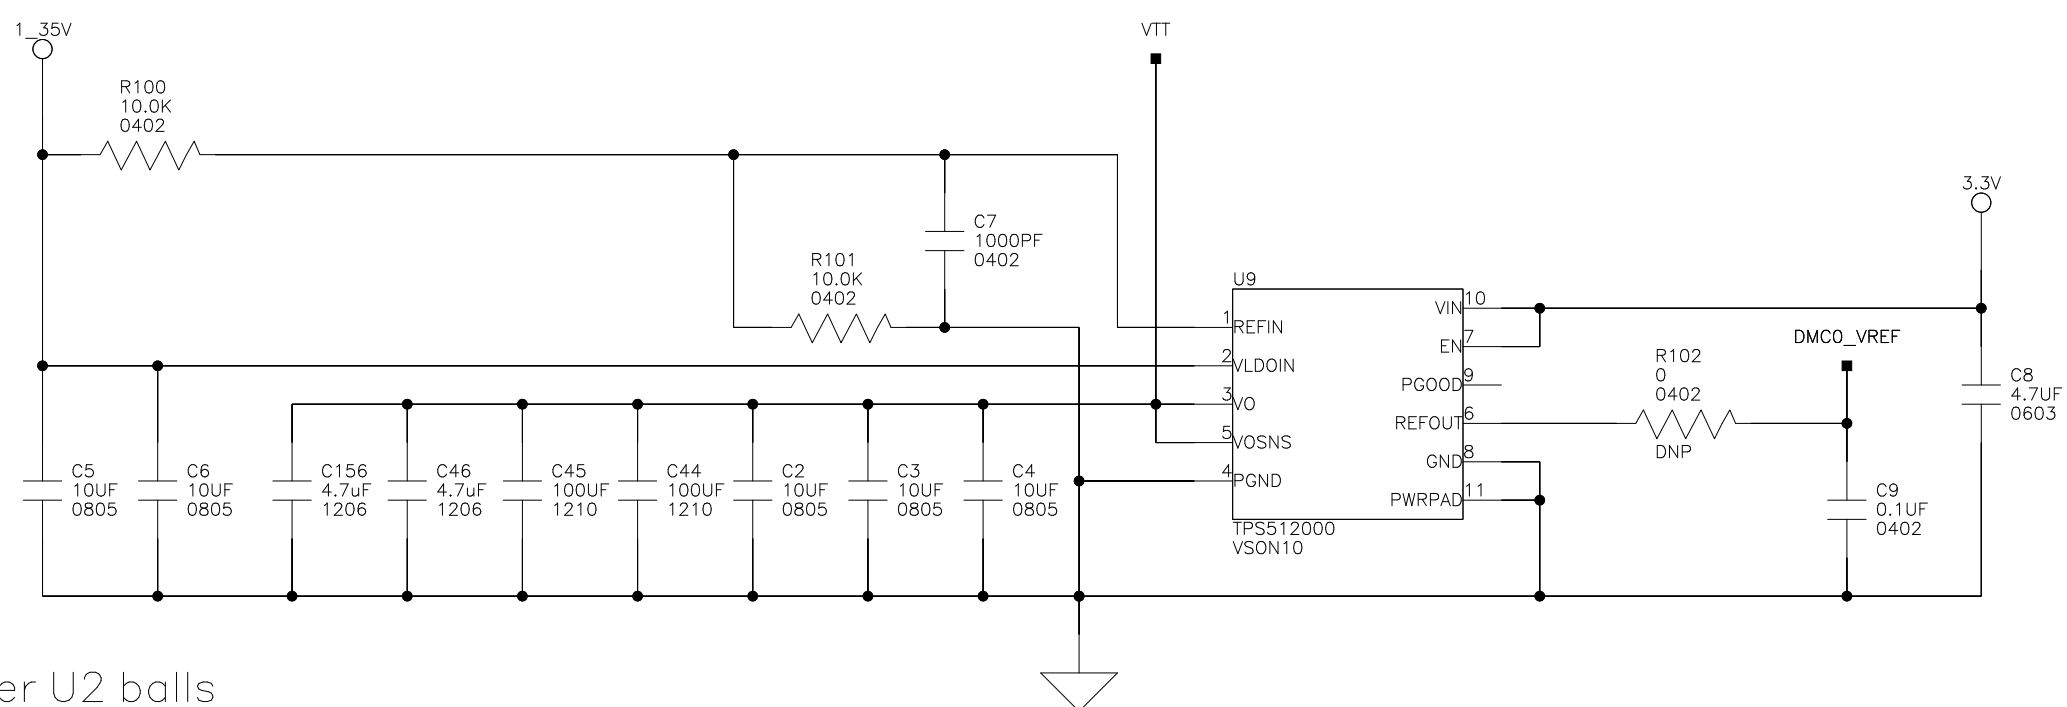 1_35V
VTT
R100
10.0K
0402
3.3V
C7
1000PF
0402
R101
10.0K
0402
U9
1
REFIN
2
VLDOIN
3
VO
5
VOSNS
4
PGND
VIN
10
EN
7
PGOOD
9
REFOUT
6
GND
8
PWRPAD
11
TPS512000
VSON10
DMC0_VREF
R102
0
0402
DNP
C8
4.7UF
0603
C5
10UF
0805
C6
10UF
0805
C156
4.7uF
1206
C46
4.7uF
1206
C45
100UF
1210
C44
100UF
1210
C2
10UF
0805
C3
10UF
0805
C4
10UF
0805
C9
0.1UF
0402
U2 balls